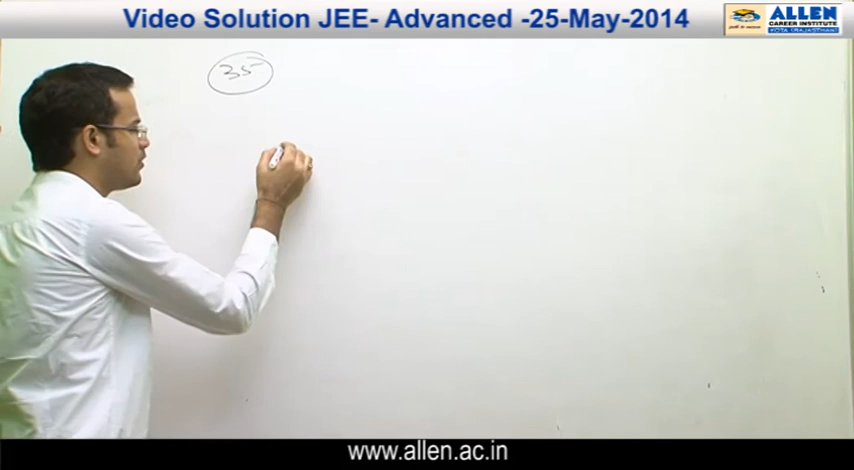 Video Solution JEE- Advanced -25-May-2014
ALLEN
CAREER INSTITUTE
KOTA (RAJASTHAN)
35
www.allen.ac.in